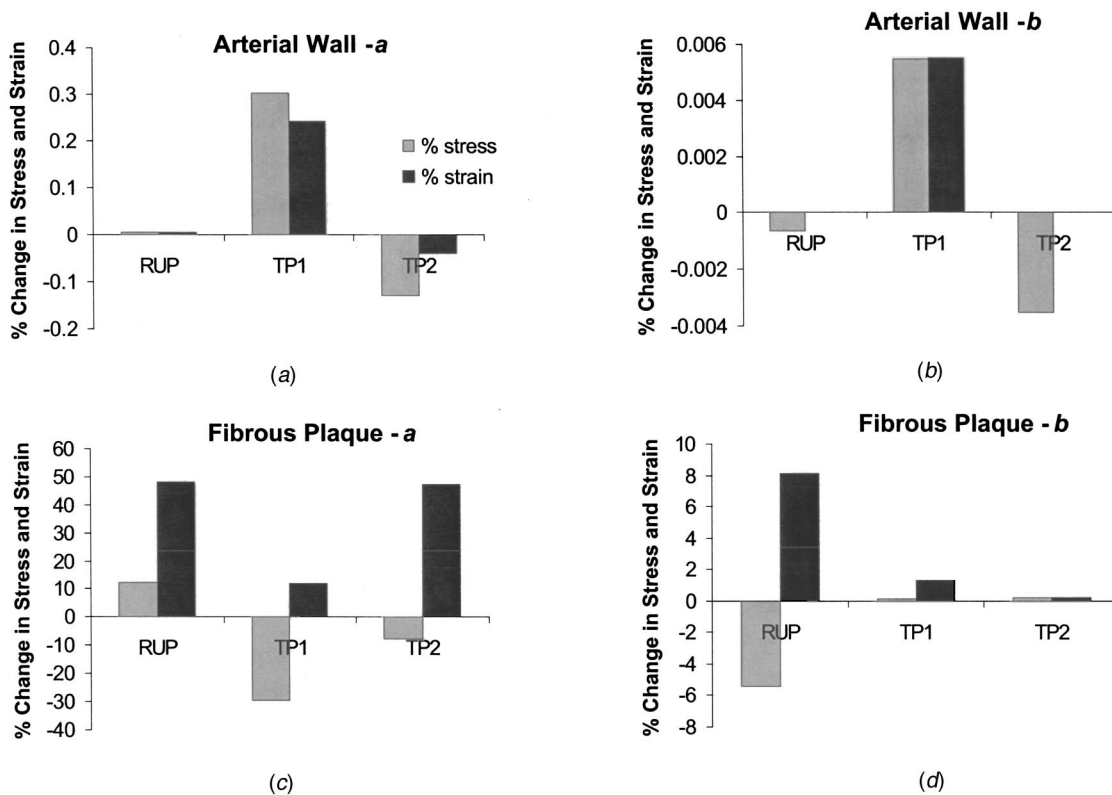 Arterial Wall - a
% Change in Stress and Strain
0.4
0.3
0.2
0.1
0
-0.1
-0.2
% stress
% strain
RUP
TP1
TP2
(a)
Arterial Wall -b
% Change in Stress and Strain
0.006
0.004
0.002
0
-0.002
-0.004
RUP
TP1
TP2
(b)
Fibrous Plaque - a
% Change in Stress and Strain
60
50
40
30
20
10
0
-10
-20
-30
-40
RUP
TP1
TP2
(c)
Fibrous Plaque - b
% Change in Stress and Strain
10
8
6
4
2
0
-2
-4
-6
-8
RUP
TP1
TP2
(d)